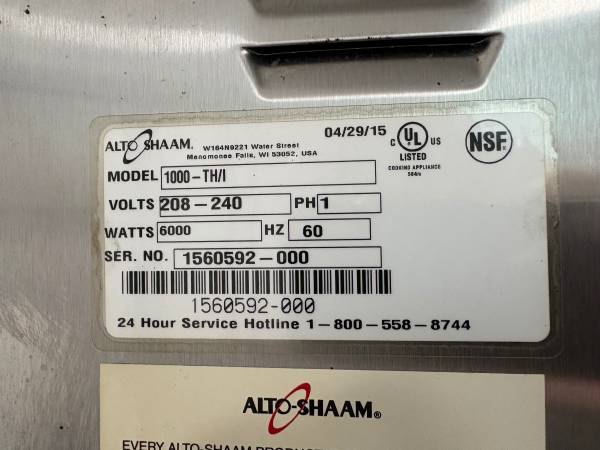 ALTO SHAAM.
W164N9221 Water Street
Menomonee Falls, WI 53052, USA
04/29/15
C UL US
LISTED
COOKING APPLIANCE
NSF®
MODEL 1000-TH/I
VOLTS 208-240 PH 1
WATTS 6000 HZ 60
SER. NO. 1560592-000
1560592-000
24 Hour Service Hotline 1-800-558-8744
ALTO-SHAAM®
EVERY ALTO-SHAAM